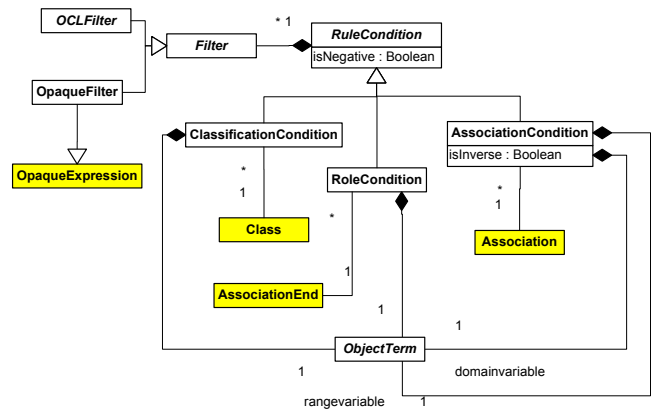 OCLFilter
* 1
RuleCondition
Filter
isNegative : Boolean
OpaqueFilter
ClassificationCondition
AssociationCondition
isInverse : Boolean
OpaqueExpression
*
1
RoleCondition
*
1
Class
*
Association
1
AssociationEnd
1
1
ObjectTerm
1
domainvariable
rangevariable
1